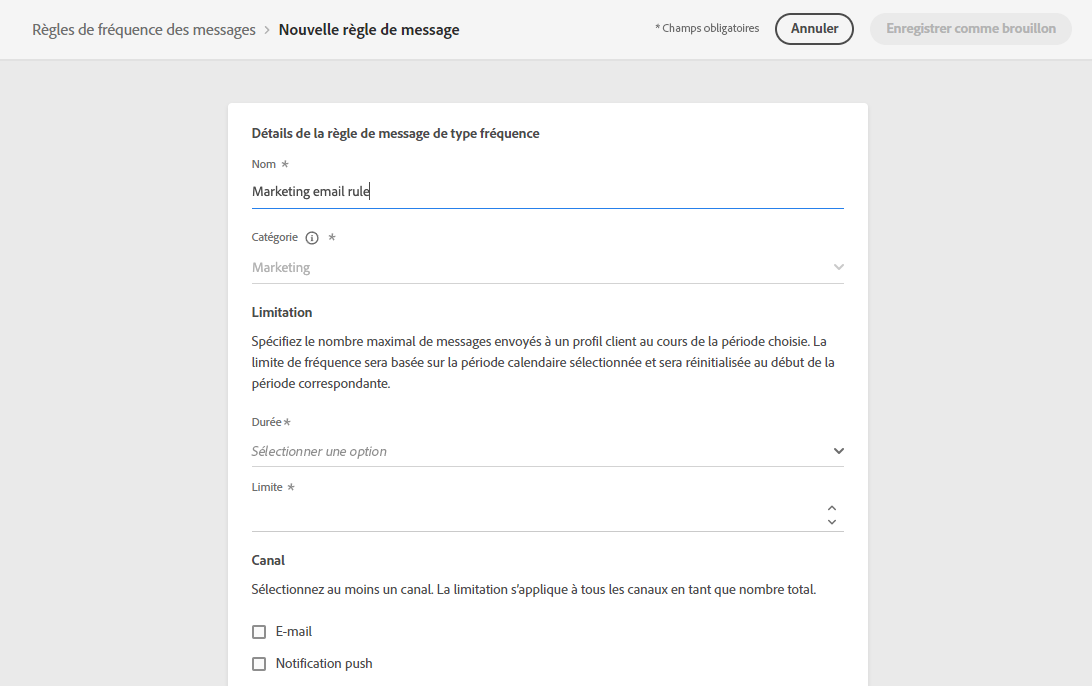 Règles de fréquence des messages > Nouvelle règle de message
* Champs obligatoires
Annuler
Enregistrer comme brouillon
Détails de la règle de message de type fréquence
Nom *
Marketing email rule
Catégorie *
Marketing
Limitation
Spécifiez le nombre maximal de messages envoyés à un profil client au cours de la période choisie. La
limite de fréquence sera basée sur la période calendaire sélectionnée et sera réinitialisée au début de la
période correspondante.
Durée *
Sélectionner une option
Limite *
Canal
Sélectionnez au moins un canal. La limitation s’applique à tous les canaux en tant que nombre total.
E-mail
Notification push